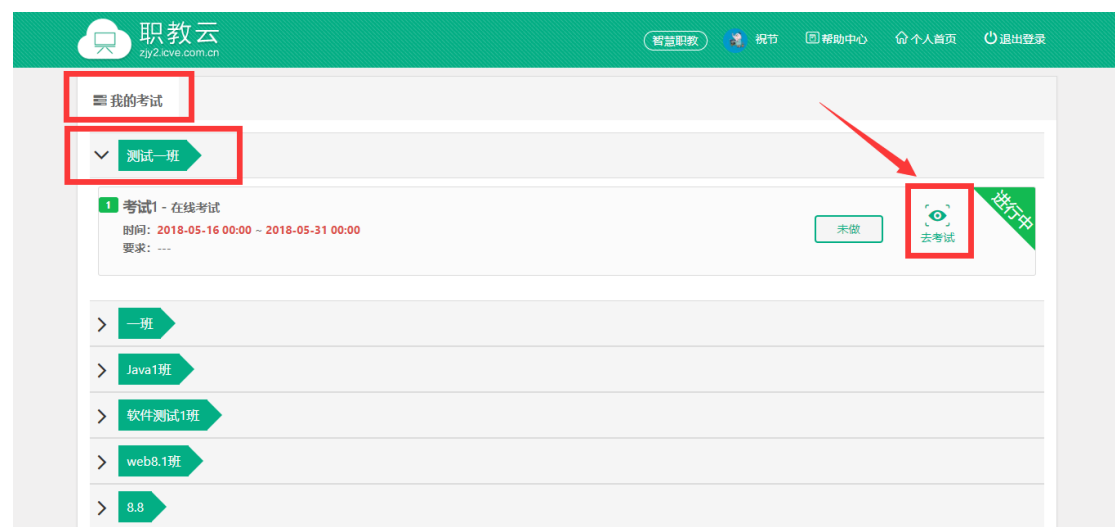 职教云
zjy2.icve.com.cn
智慧职教 祝节 帮助中心 个人首页 退出登录
我的考试
测试一班
1 考试1 - 在线考试
时间: 2018-05-16 00:00 ~ 2018-05-31 00:00
要求: ---
未做
去考试
进行中
一班
Java1班
软件测试1班
web8.1班
8.8